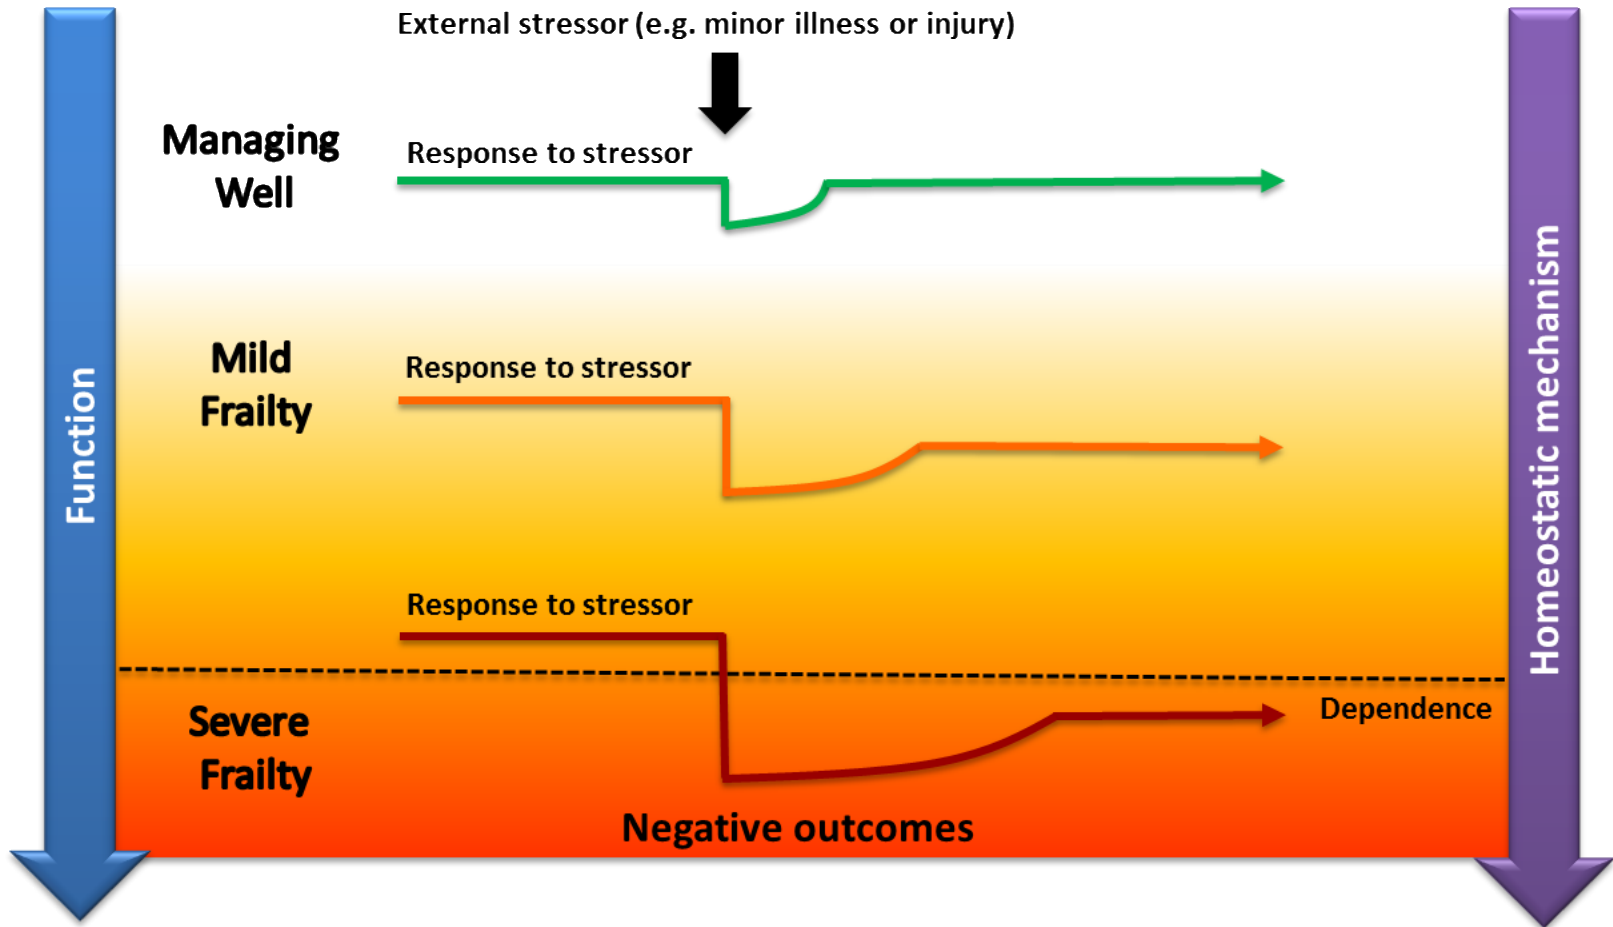 External stressor (e.g. minor illness or injury)
Managing
Well
Response to stressor
Mild
Frailty
Response to stressor
Function
Homeostatic mechanism
Response to stressor
Dependence
Severe
Frailty
Negative outcomes